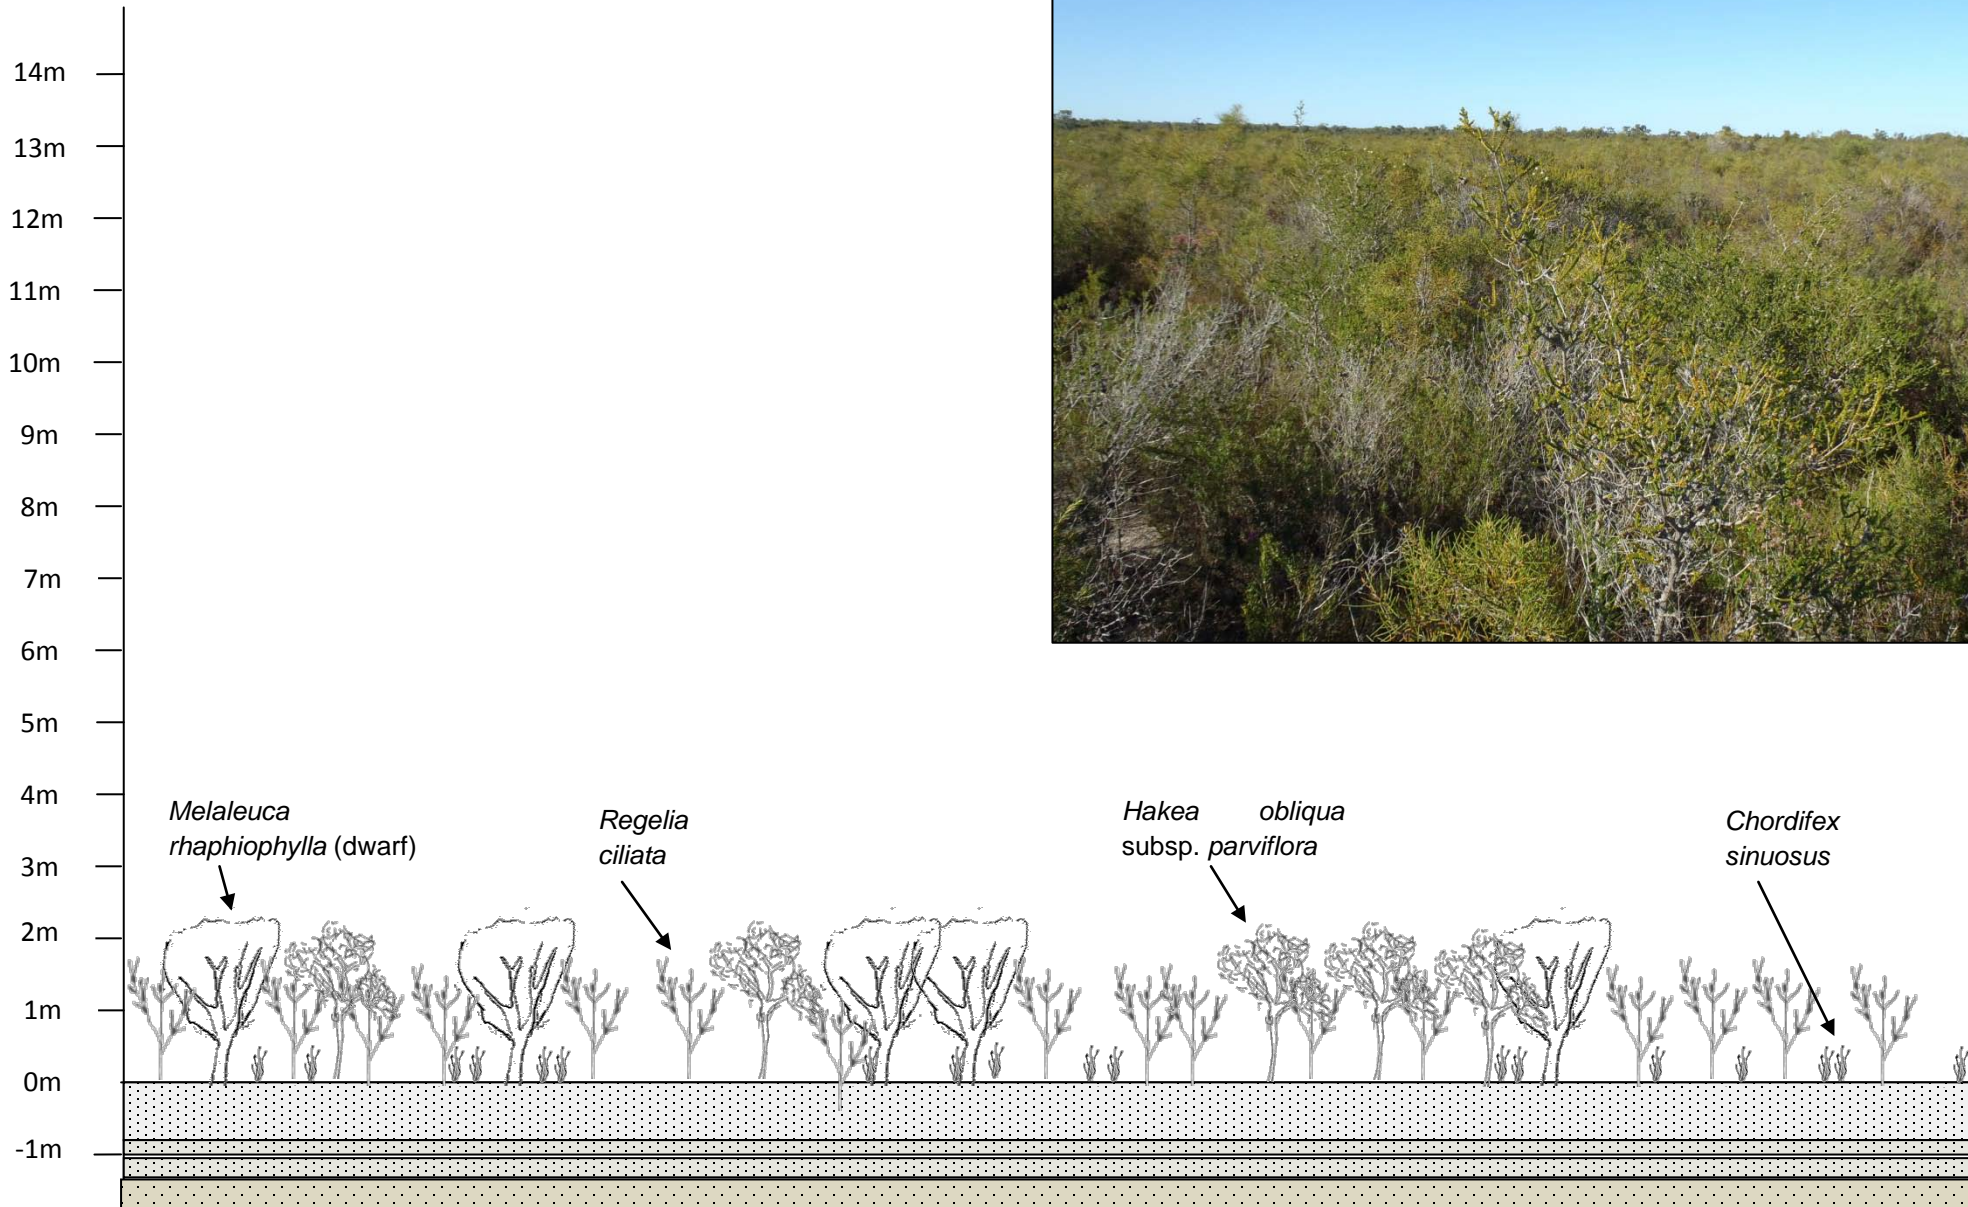 14m
13m
12m
11m
10m
9m
8m
7m
6m
5m
4m
3m
2m
1m
0m
-1m
Melaleuca
rhaphiophylla (dwarf)
Regelia
ciliata
Hakea obliqua
subsp. parviflora
Chordifex
sinuosus